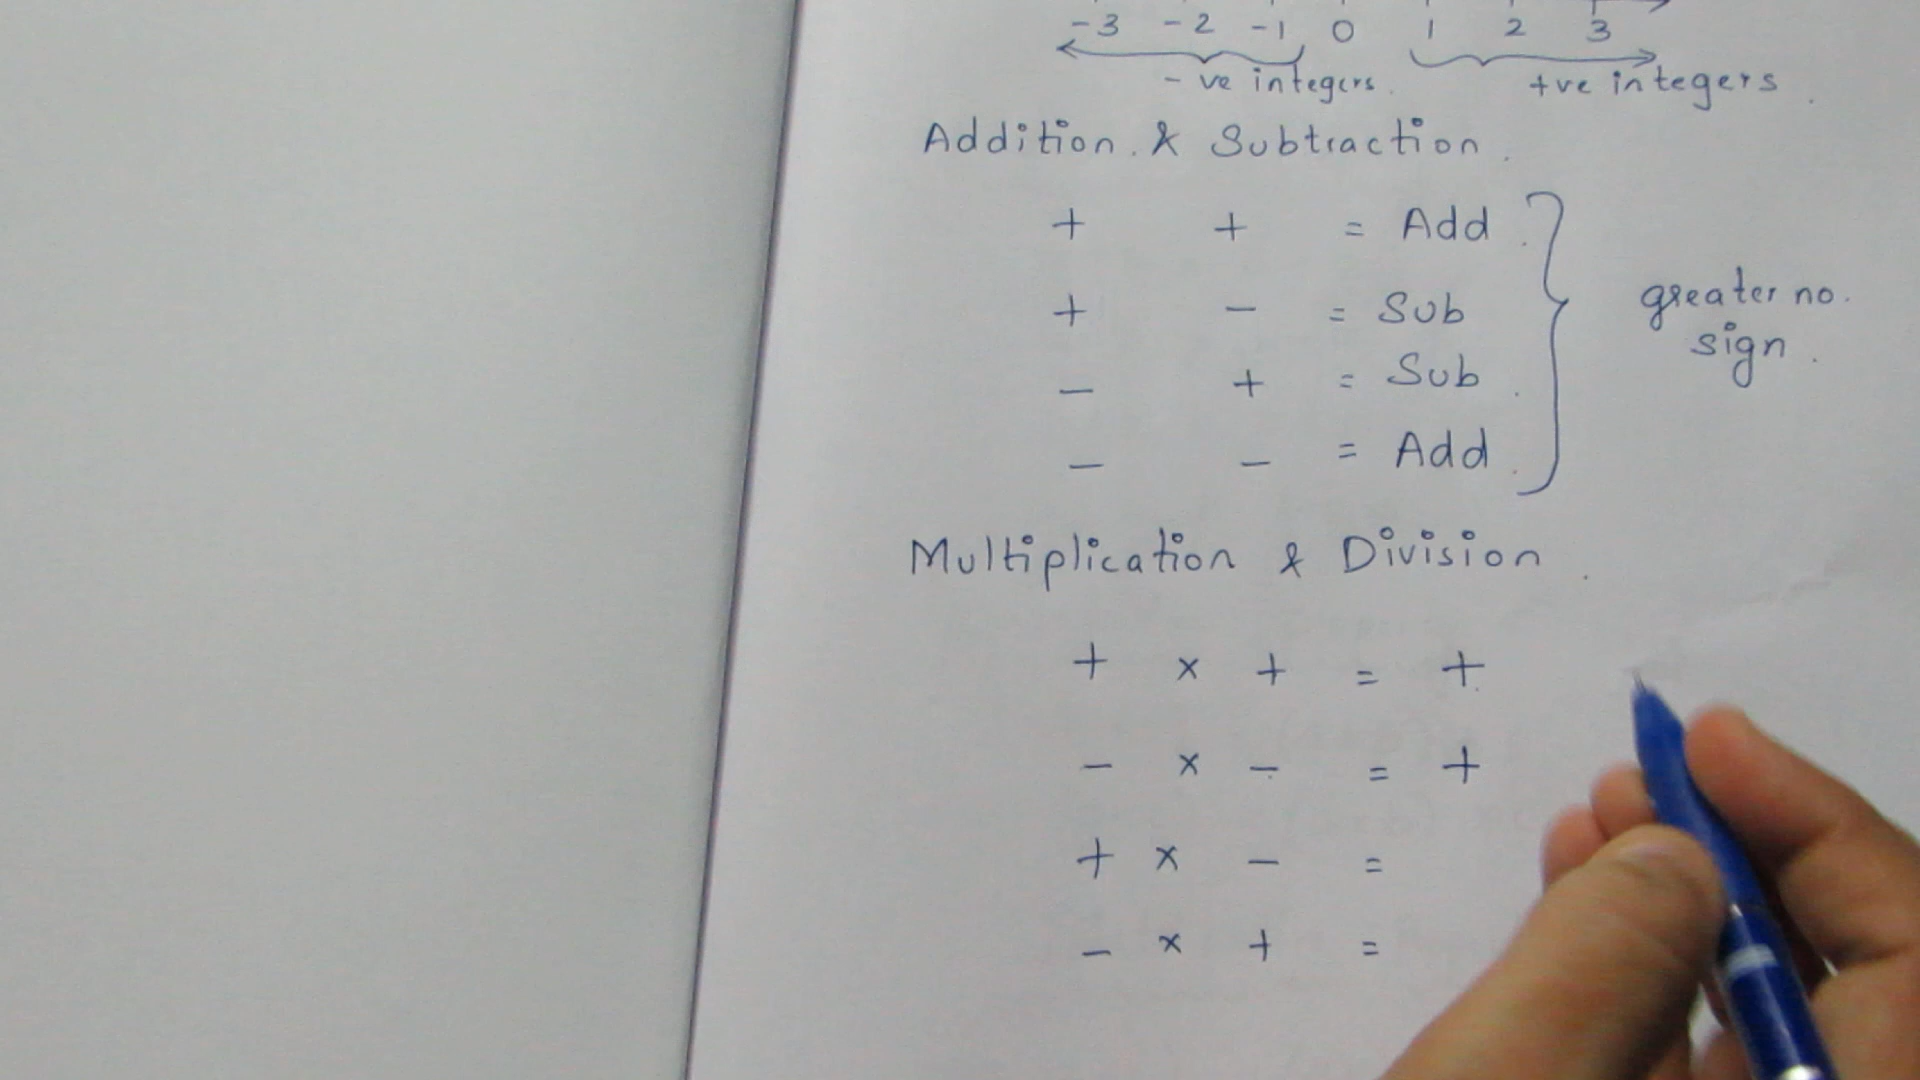 -3 -2 -1 0 1 2 3
-ve integers. +ve integers.
Addition. & Subtraction.
+ + = Add.
+ - = Sub
- + = Sub.
- - = Add.
greater no.
sign.
Multiplication & Division.
+ × + = +
- × - = +
+ × - =
- × + =